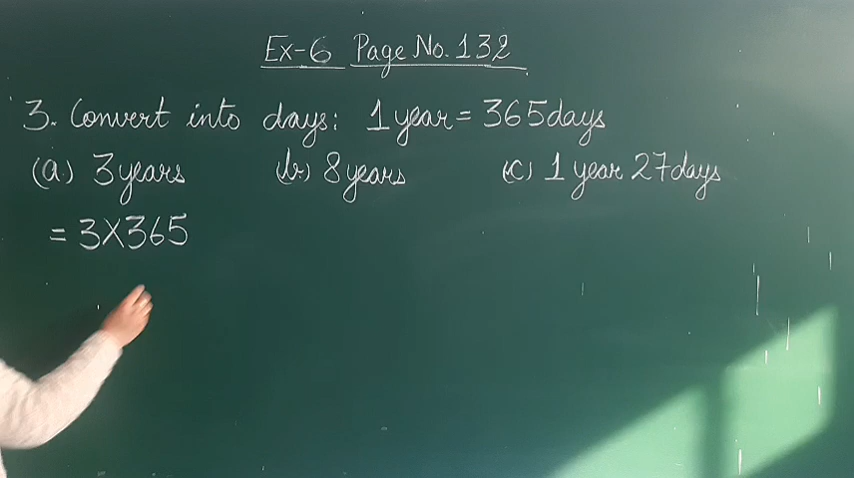 Ex-6 Page No. 132
3. Convert into days: 1 year = 365 days
(a) 3 years (b) 8 years (c) 1 year 27 days
= 3X365